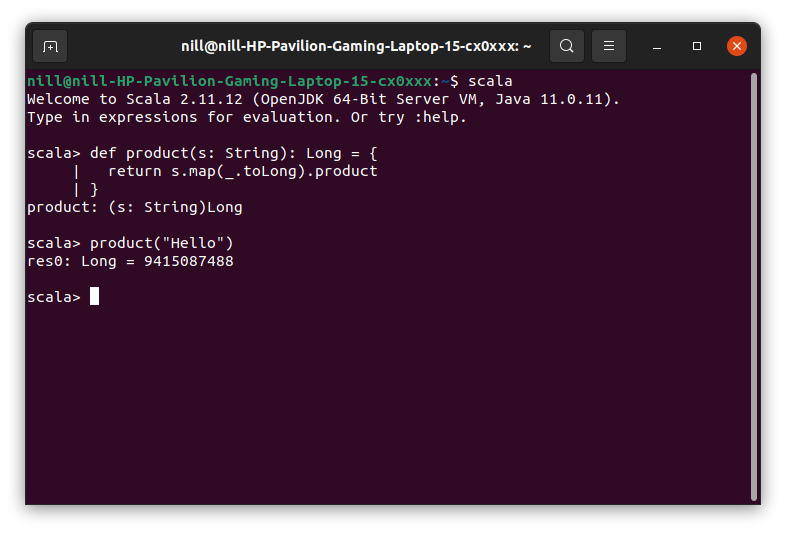 nill@nill-HP-Pavilion-Gaming-Laptop-15-cx0xxx: ~
nill@nill-HP-Pavilion-Gaming-Laptop-15-cx0xxx:~$ scala
Welcome to Scala 2.11.12 (OpenJDK 64-Bit Server VM, Java 11.0.11).
Type in expressions for evaluation. Or try :help.
scala> def product(s: String): Long = {
     |   return s.map(_.toLong).product
     | }
product: (s: String)Long
scala> product("Hello")
res0: Long = 9415087488
scala>